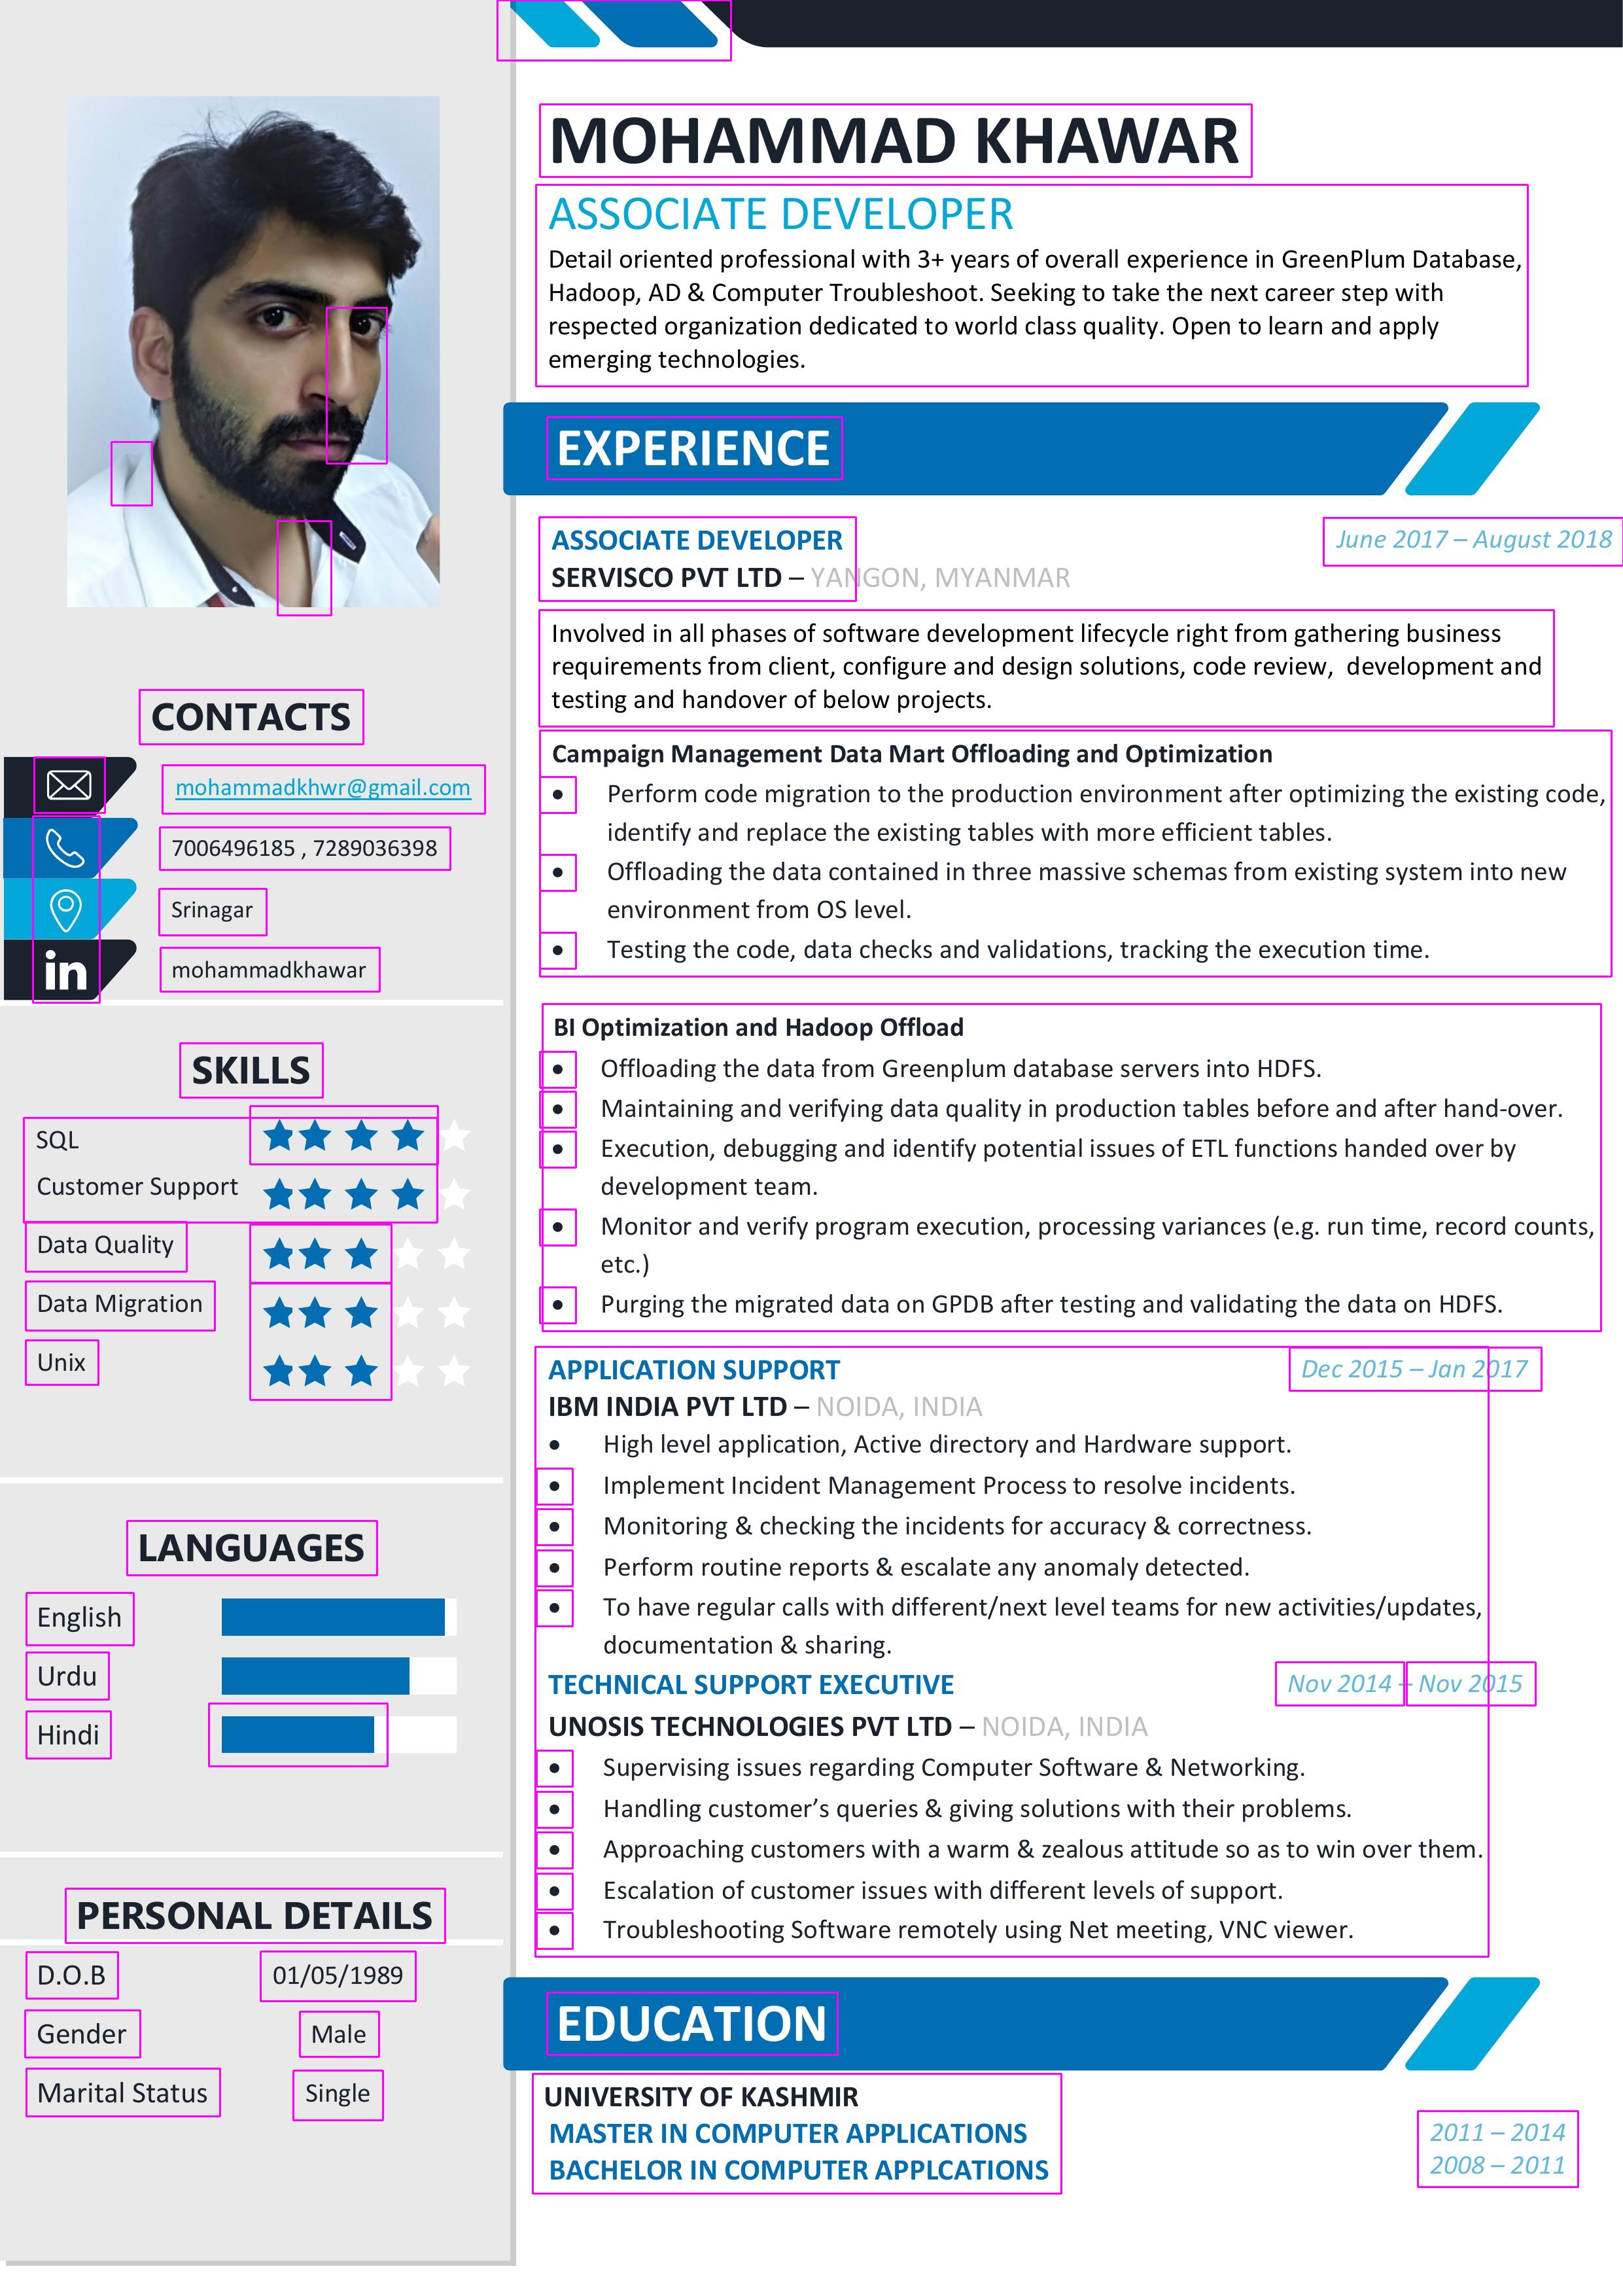 MOHAMMAD KHAWAR
ASSOCIATE DEVELOPER
Detail oriented professional with 3+ years of overall experience in GreenPlum Database,
Hadoop, AD & Computer Troubleshoot. Seeking to take the next career step with
respected organization dedicated to world class quality. Open to learn and apply
emerging technologies.
CONTACTS
mohammadkhwr@gmail.com
7006496185 , 7289036398
Srinagar
in
mohammadkhawar
SKILLS
SQL
Customer Support
Data Quality
Data Migration
Unix
LANGUAGES
English
Urdu
Hindi
PERSONAL DETAILS
D.O.B 01/05/1989
Gender Male
Marital Status Single
EXPERIENCE
ASSOCIATE DEVELOPER June 2017 – August 2018
SERVISCO PVT LTD – YANGON, MYANMAR
Involved in all phases of software development lifecycle right from gathering business
requirements from client, configure and design solutions, code review, development and
testing and handover of below projects.
Campaign Management Data Mart Offloading and Optimization
• Perform code migration to the production environment after optimizing the existing code,
identify and replace the existing tables with more efficient tables.
• Offloading the data contained in three massive schemas from existing system into new
environment from OS level.
• Testing the code, data checks and validations, tracking the execution time.
BI Optimization and Hadoop Offload
• Offloading the data from Greenplum database servers into HDFS.
• Maintaining and verifying data quality in production tables before and after hand-over.
• Execution, debugging and identify potential issues of ETL functions handed over by
development team.
• Monitor and verify program execution, processing variances (e.g. run time, record counts,
etc.)
• Purging the migrated data on GPDB after testing and validating the data on HDFS.
APPLICATION SUPPORT Dec 2015 – Jan 2017
IBM INDIA PVT LTD – NOIDA, INDIA
• High level application, Active directory and Hardware support.
• Implement Incident Management Process to resolve incidents.
• Monitoring & checking the incidents for accuracy & correctness.
• Perform routine reports & escalate any anomaly detected.
• To have regular calls with different/next level teams for new activities/updates,
documentation & sharing.
TECHNICAL SUPPORT EXECUTIVE Nov 2014 – Nov 2015
UNOSIS TECHNOLOGIES PVT LTD – NOIDA, INDIA
• Supervising issues regarding Computer Software & Networking.
• Handling customer’s queries & giving solutions with their problems.
• Approaching customers with a warm & zealous attitude so as to win over them.
• Escalation of customer issues with different levels of support.
• Troubleshooting Software remotely using Net meeting, VNC viewer.
EDUCATION
UNIVERSITY OF KASHMIR
MASTER IN COMPUTER APPLICATIONS 2011 – 2014
BACHELOR IN COMPUTER APPLCATIONS 2008 – 2011